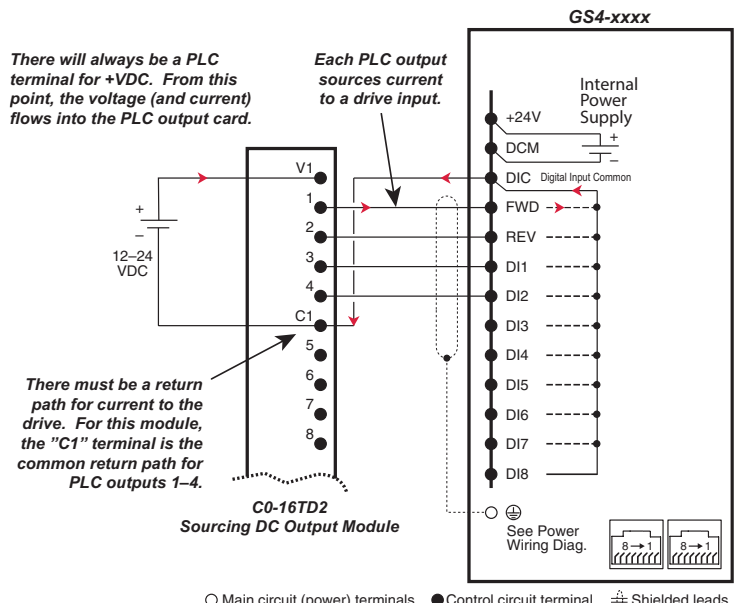 GS4-xxxx
There will always be a PLC
terminal for +VDC. From this
point, the voltage (and current)
flows into the PLC output card.
Each PLC output
sources current
to a drive input.
Internal
Power
Supply
+24V
+
DCM
–
V1
DIC Digital Input Common
1
FWD
+
–
2
REV
12–24
VDC
3
DI1
4
DI2
C1
DI3
5
DI4
6
DI5
7
DI6
8
DI7
DI8
There must be a return
path for current to the
drive. For this module,
the "C1" terminal is the
common return path for
PLC outputs 1–4.
C0-16TD2
Sourcing DC Output Module
See Power
Wiring Diag.
8→1 8→1
Main circuit (power) terminals Control circuit terminal Shielded leads